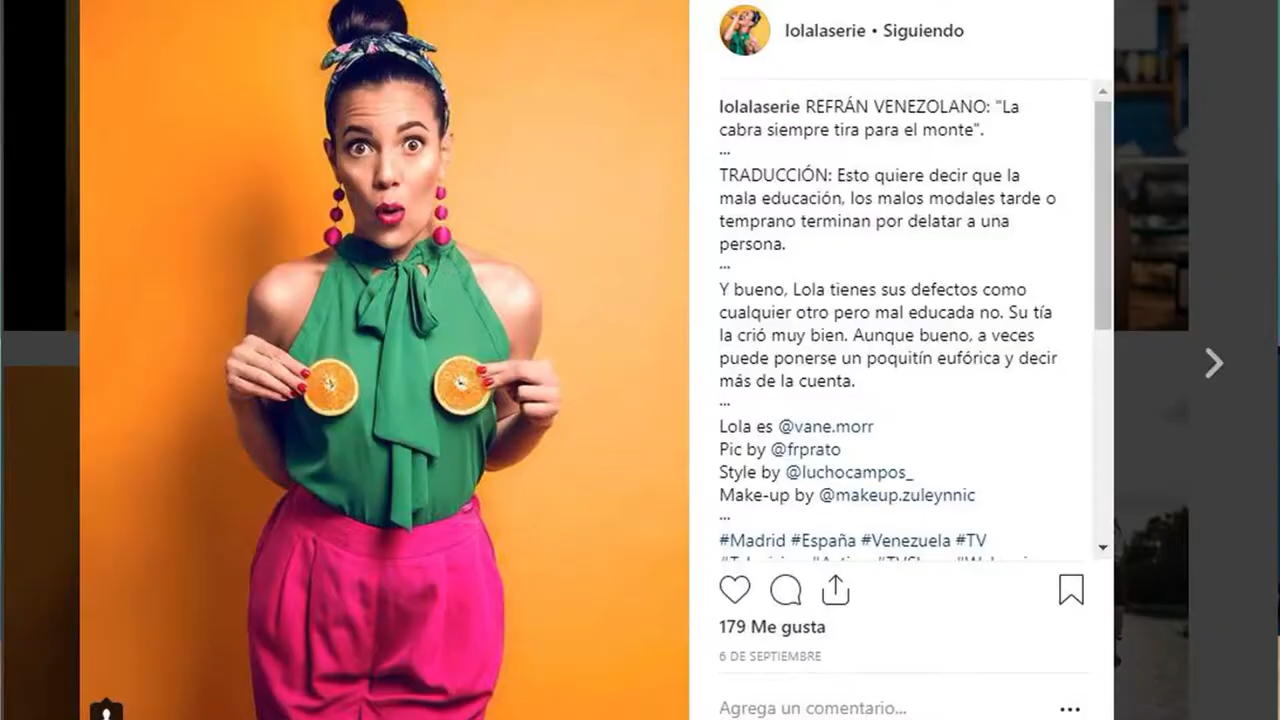 lolalaserie • Siguiendo
lolalaserie REFRÁN VENEZOLANO: "La
cabra siempre tira para el monte".
...
TRADUCCIÓN: Esto quiere decir que la
mala educación, los malos modales tarde o
temprano terminan por delatar a una
persona.
...
Y bueno, Lola tienes sus defectos como
cualquier otro pero mal educada no. Su tía
la crió muy bien. Aunque bueno, a veces
puede ponerse un poquitín eufórica y decir
más de la cuenta.
...
Lola es @vane.morr
Pic by @frprato
Style by @luchocampos_
Make-up by @makeup.zuleynnic
...
#Madrid #España #Venezuela #TV
179 Me gusta
6 DE SEPTIEMBRE
Agrega un comentario...